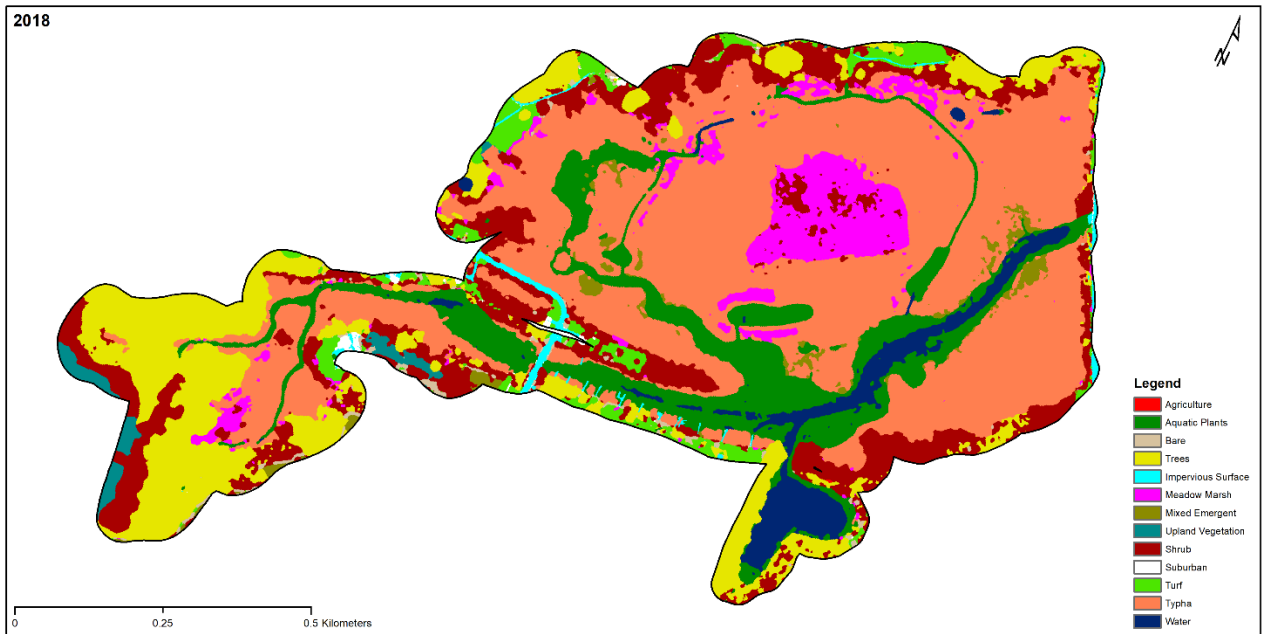 2018
N
Legend
Agriculture
Aquatic Plants
Bare
Trees
Impervious Surface
Meadow Marsh
Mixed Emergent
Upland Vegetation
Shrub
Suburban
Turf
Typha
Water
0 0.25 0.5 Kilometers